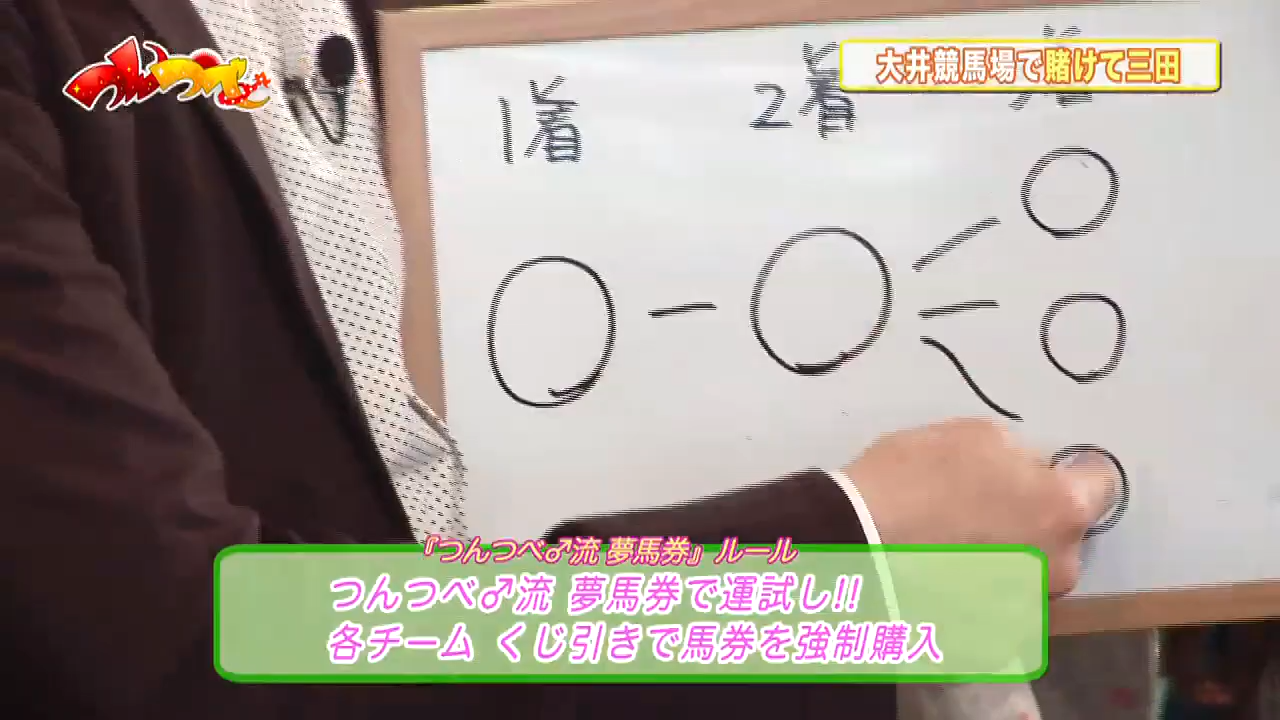 つんつべ♂
大井競馬場で賭けて三田
1着
2着
『つんつべ♂流 夢馬券』ルール
つんつべ♂流 夢馬券で運試し!!
各チーム くじ引きで馬券を強制購入